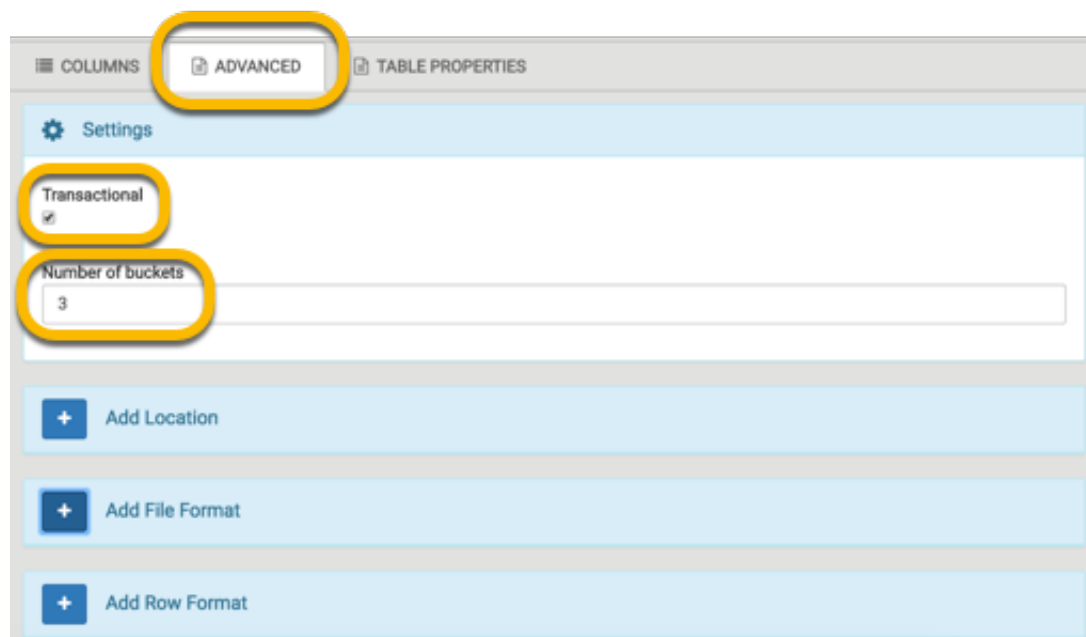 COLUMNS ADVANCED TABLE PROPERTIES
Settings
Transactional
Number of buckets
3
Add Location
Add File Format
Add Row Format